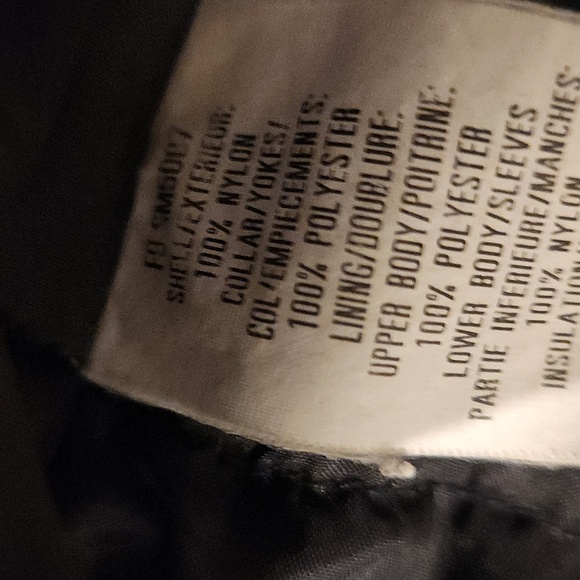 SHELL/EXTERIEUR:
100% NYLON
COLLAR/YOKES/
COL/EMPIECEMENTS:
100% POLYESTER
LINING/DOUBLURE:
UPPER BODY/POITRINE:
100% POLYESTER
LOWER BODY/SLEEVES
PARTIE INFERIEURE/MANCHES:
100% NYLON